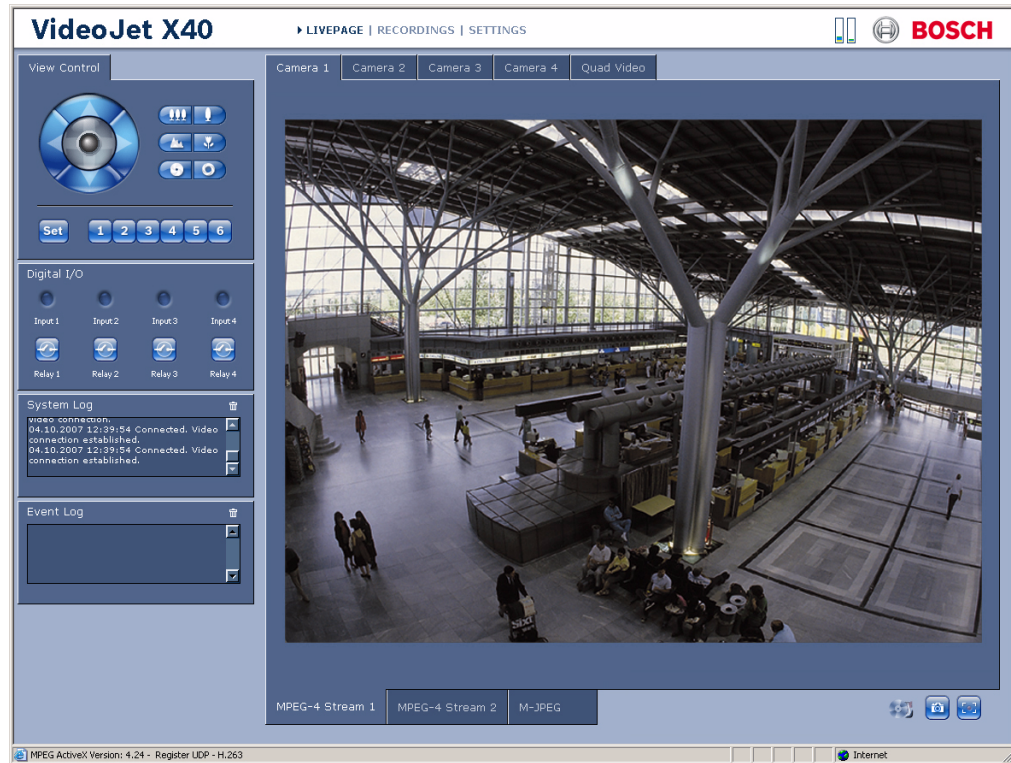 VideoJet X40
LIVEPAGE | RECORDINGS | SETTINGS
BOSCH
View Control
Camera 1
Camera 2
Camera 3
Camera 4
Quad Video
Set
1 2 3 4 5 6
Digital I/O
Input 1
Input 2
Input 3
Input 4
Relay 1
Relay 2
Relay 3
Relay 4
System Log
video connection.
04.10.2007 12:39:54 Connected. Video
connection established.
04.10.2007 12:39:54 Connected. Video
connection established.
Event Log
Sixt
MPEG-4 Stream 1
MPEG-4 Stream 2
M-JPEG
MPEG ActiveX Version: 4.24 - Register UDP - H.263
Internet